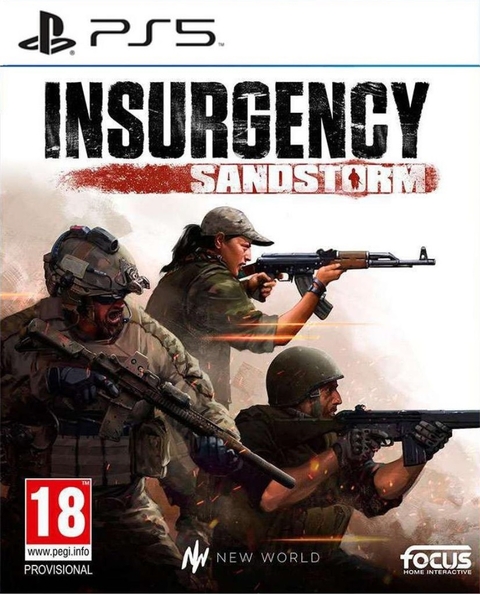 PS5
INSURGENCY
SANDSTORM
18
www.pegi.info
PROVISIONAL
NEW WORLD
focus
HOME INTERACTIVE